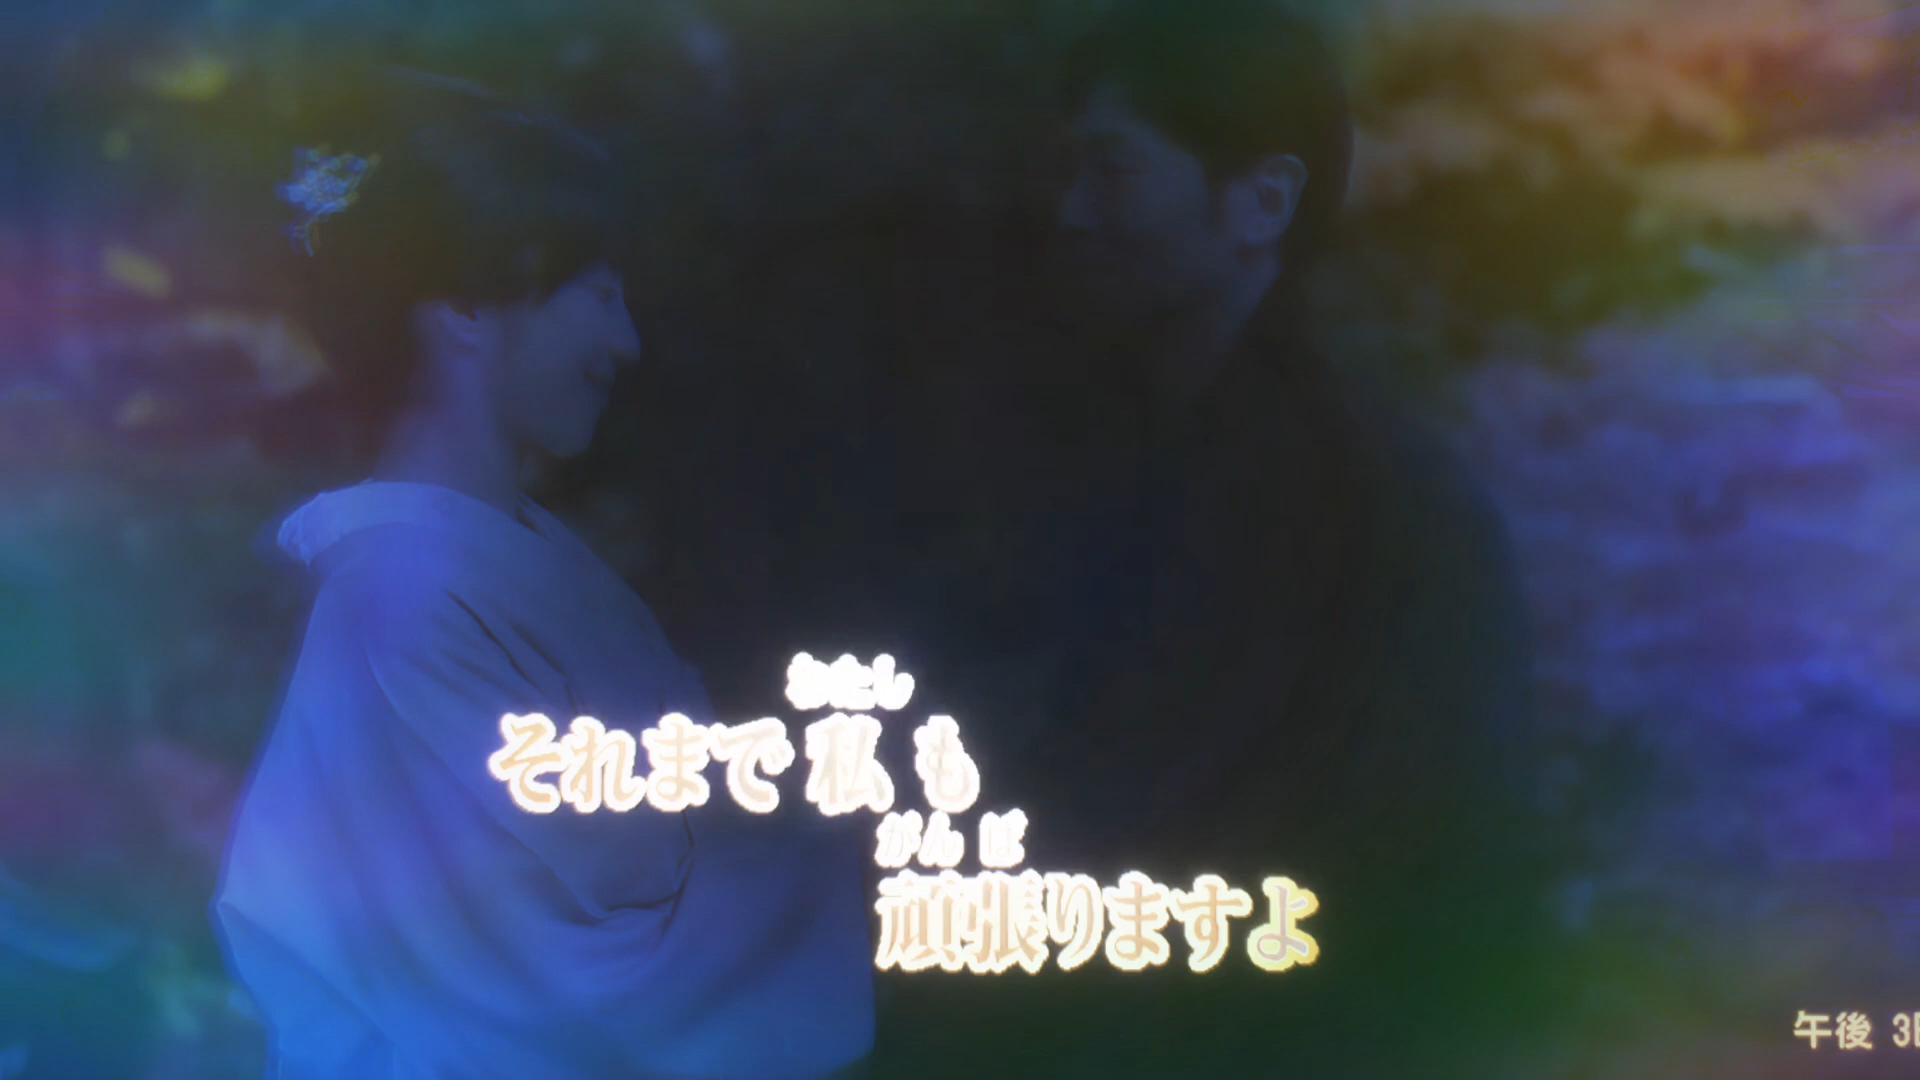 わたし
それまで私も
がんば
頑張りますよ
午後 3